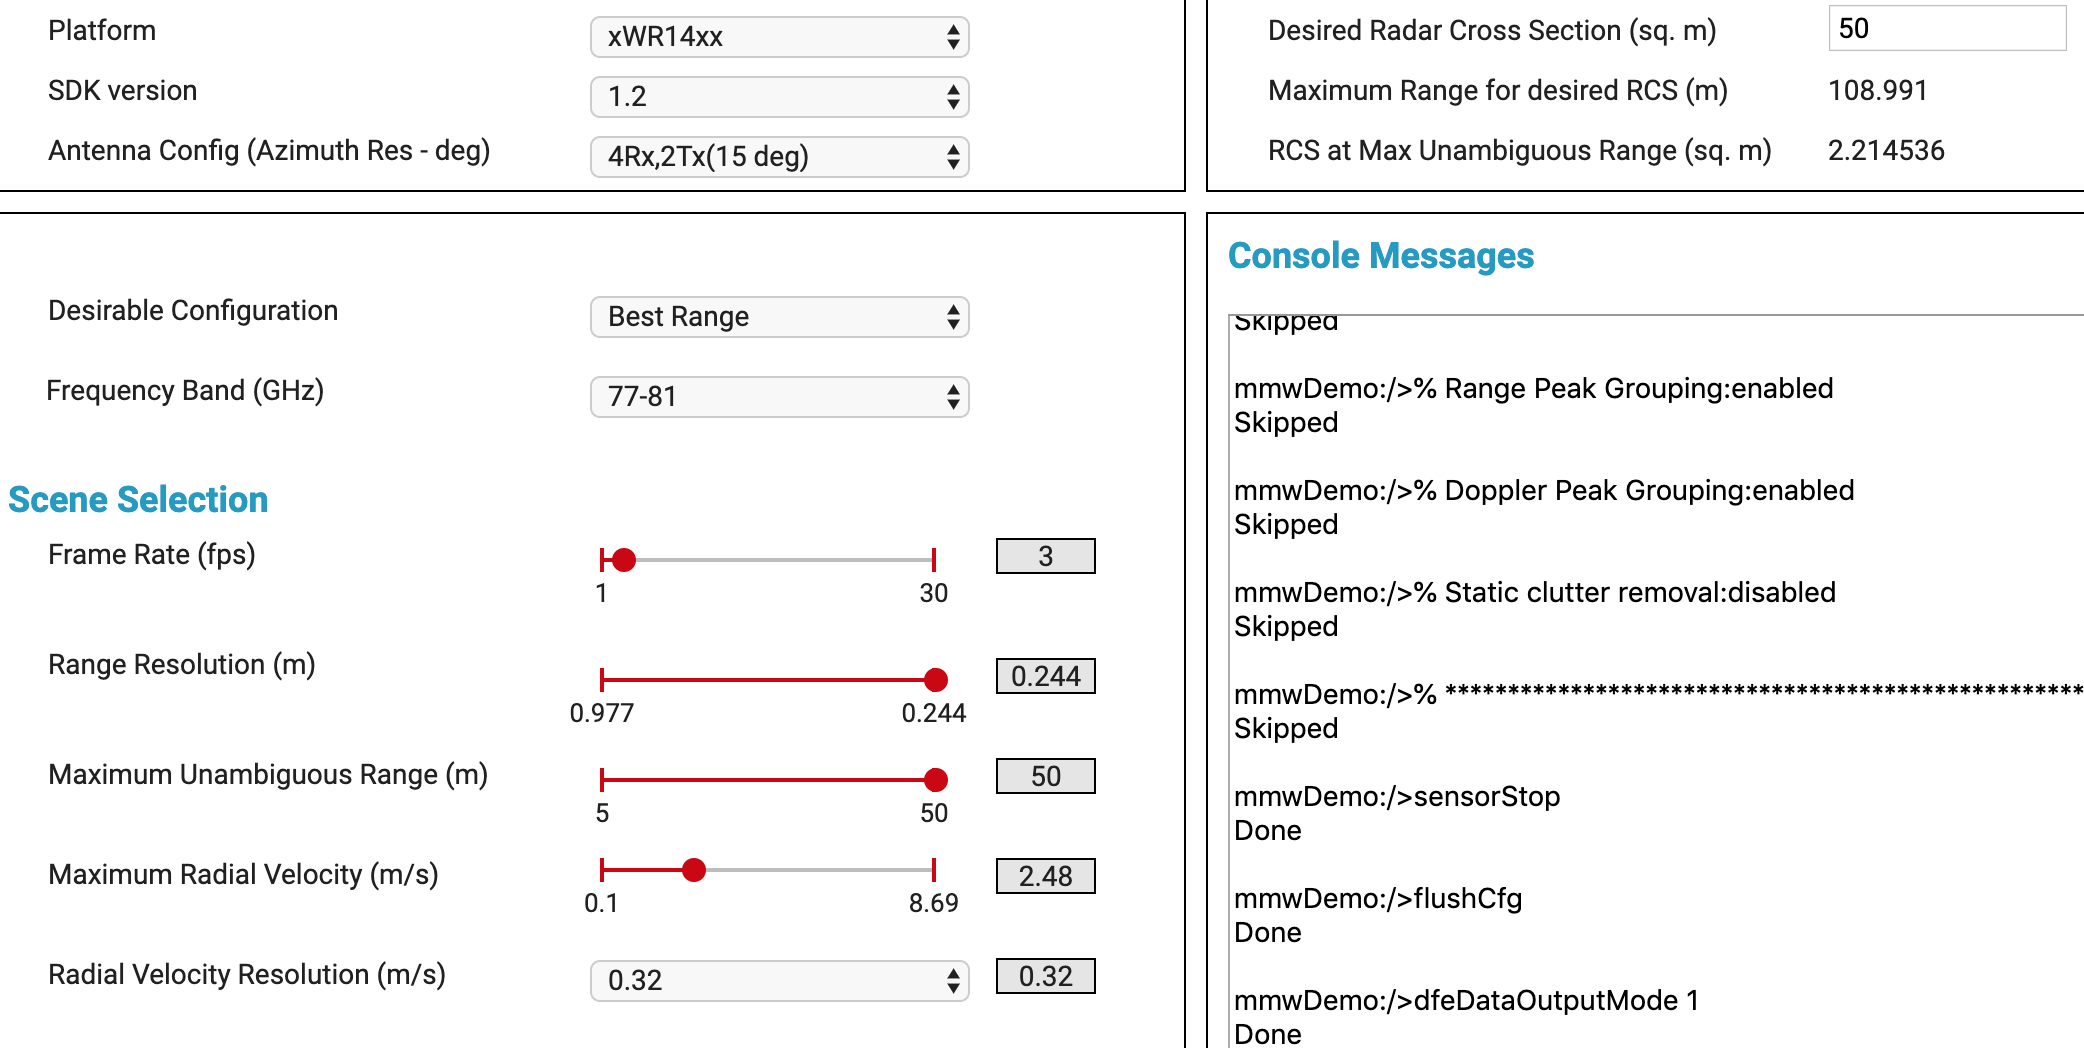 Platform
xWR14xx
SDK version
1.2
Antenna Config (Azimuth Res - deg)
4Rx,2Tx(15 deg)
Desired Radar Cross Section (sq. m)
50
Maximum Range for desired RCS (m)
108.991
RCS at Max Unambiguous Range (sq. m)
2.214536
Desirable Configuration
Best Range
Frequency Band (GHz)
77-81
Scene Selection
Frame Rate (fps)
1
30
3
Range Resolution (m)
0.977
0.244
0.244
Maximum Unambiguous Range (m)
5
50
50
Maximum Radial Velocity (m/s)
0.1
8.69
2.48
Radial Velocity Resolution (m/s)
0.32
0.32
Console Messages
Skipped
mmwDemo:/>% Range Peak Grouping:enabled
Skipped
mmwDemo:/>% Doppler Peak Grouping:enabled
Skipped
mmwDemo:/>% Static clutter removal:disabled
Skipped
mmwDemo:/>% ***************************************************
Skipped
mmwDemo:/>sensorStop
Done
mmwDemo:/>flushCfg
Done
mmwDemo:/>dfeDataOutputMode 1
Done